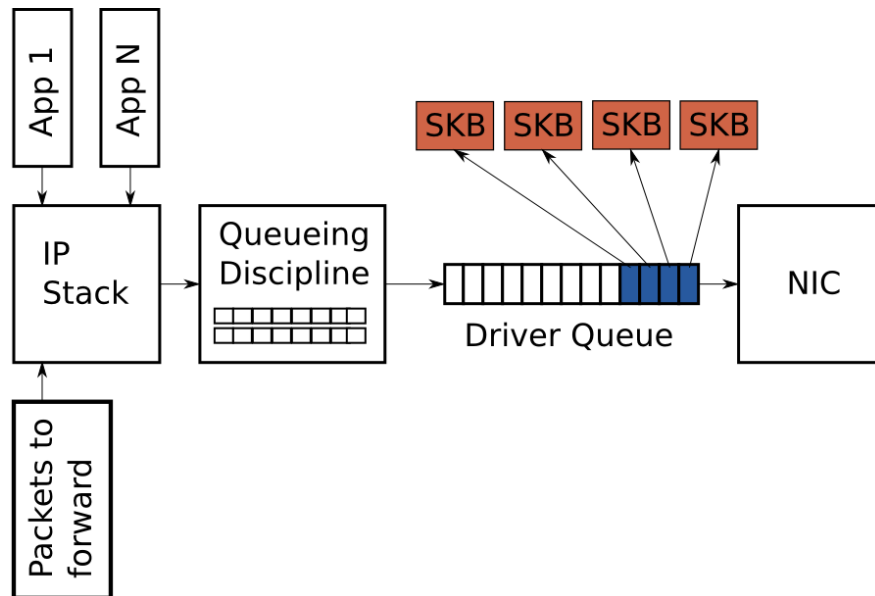 App 1
App N
SKB
SKB
SKB
SKB
IP
Stack
Queueing
Discipline
Driver Queue
NIC
Packets to
forward